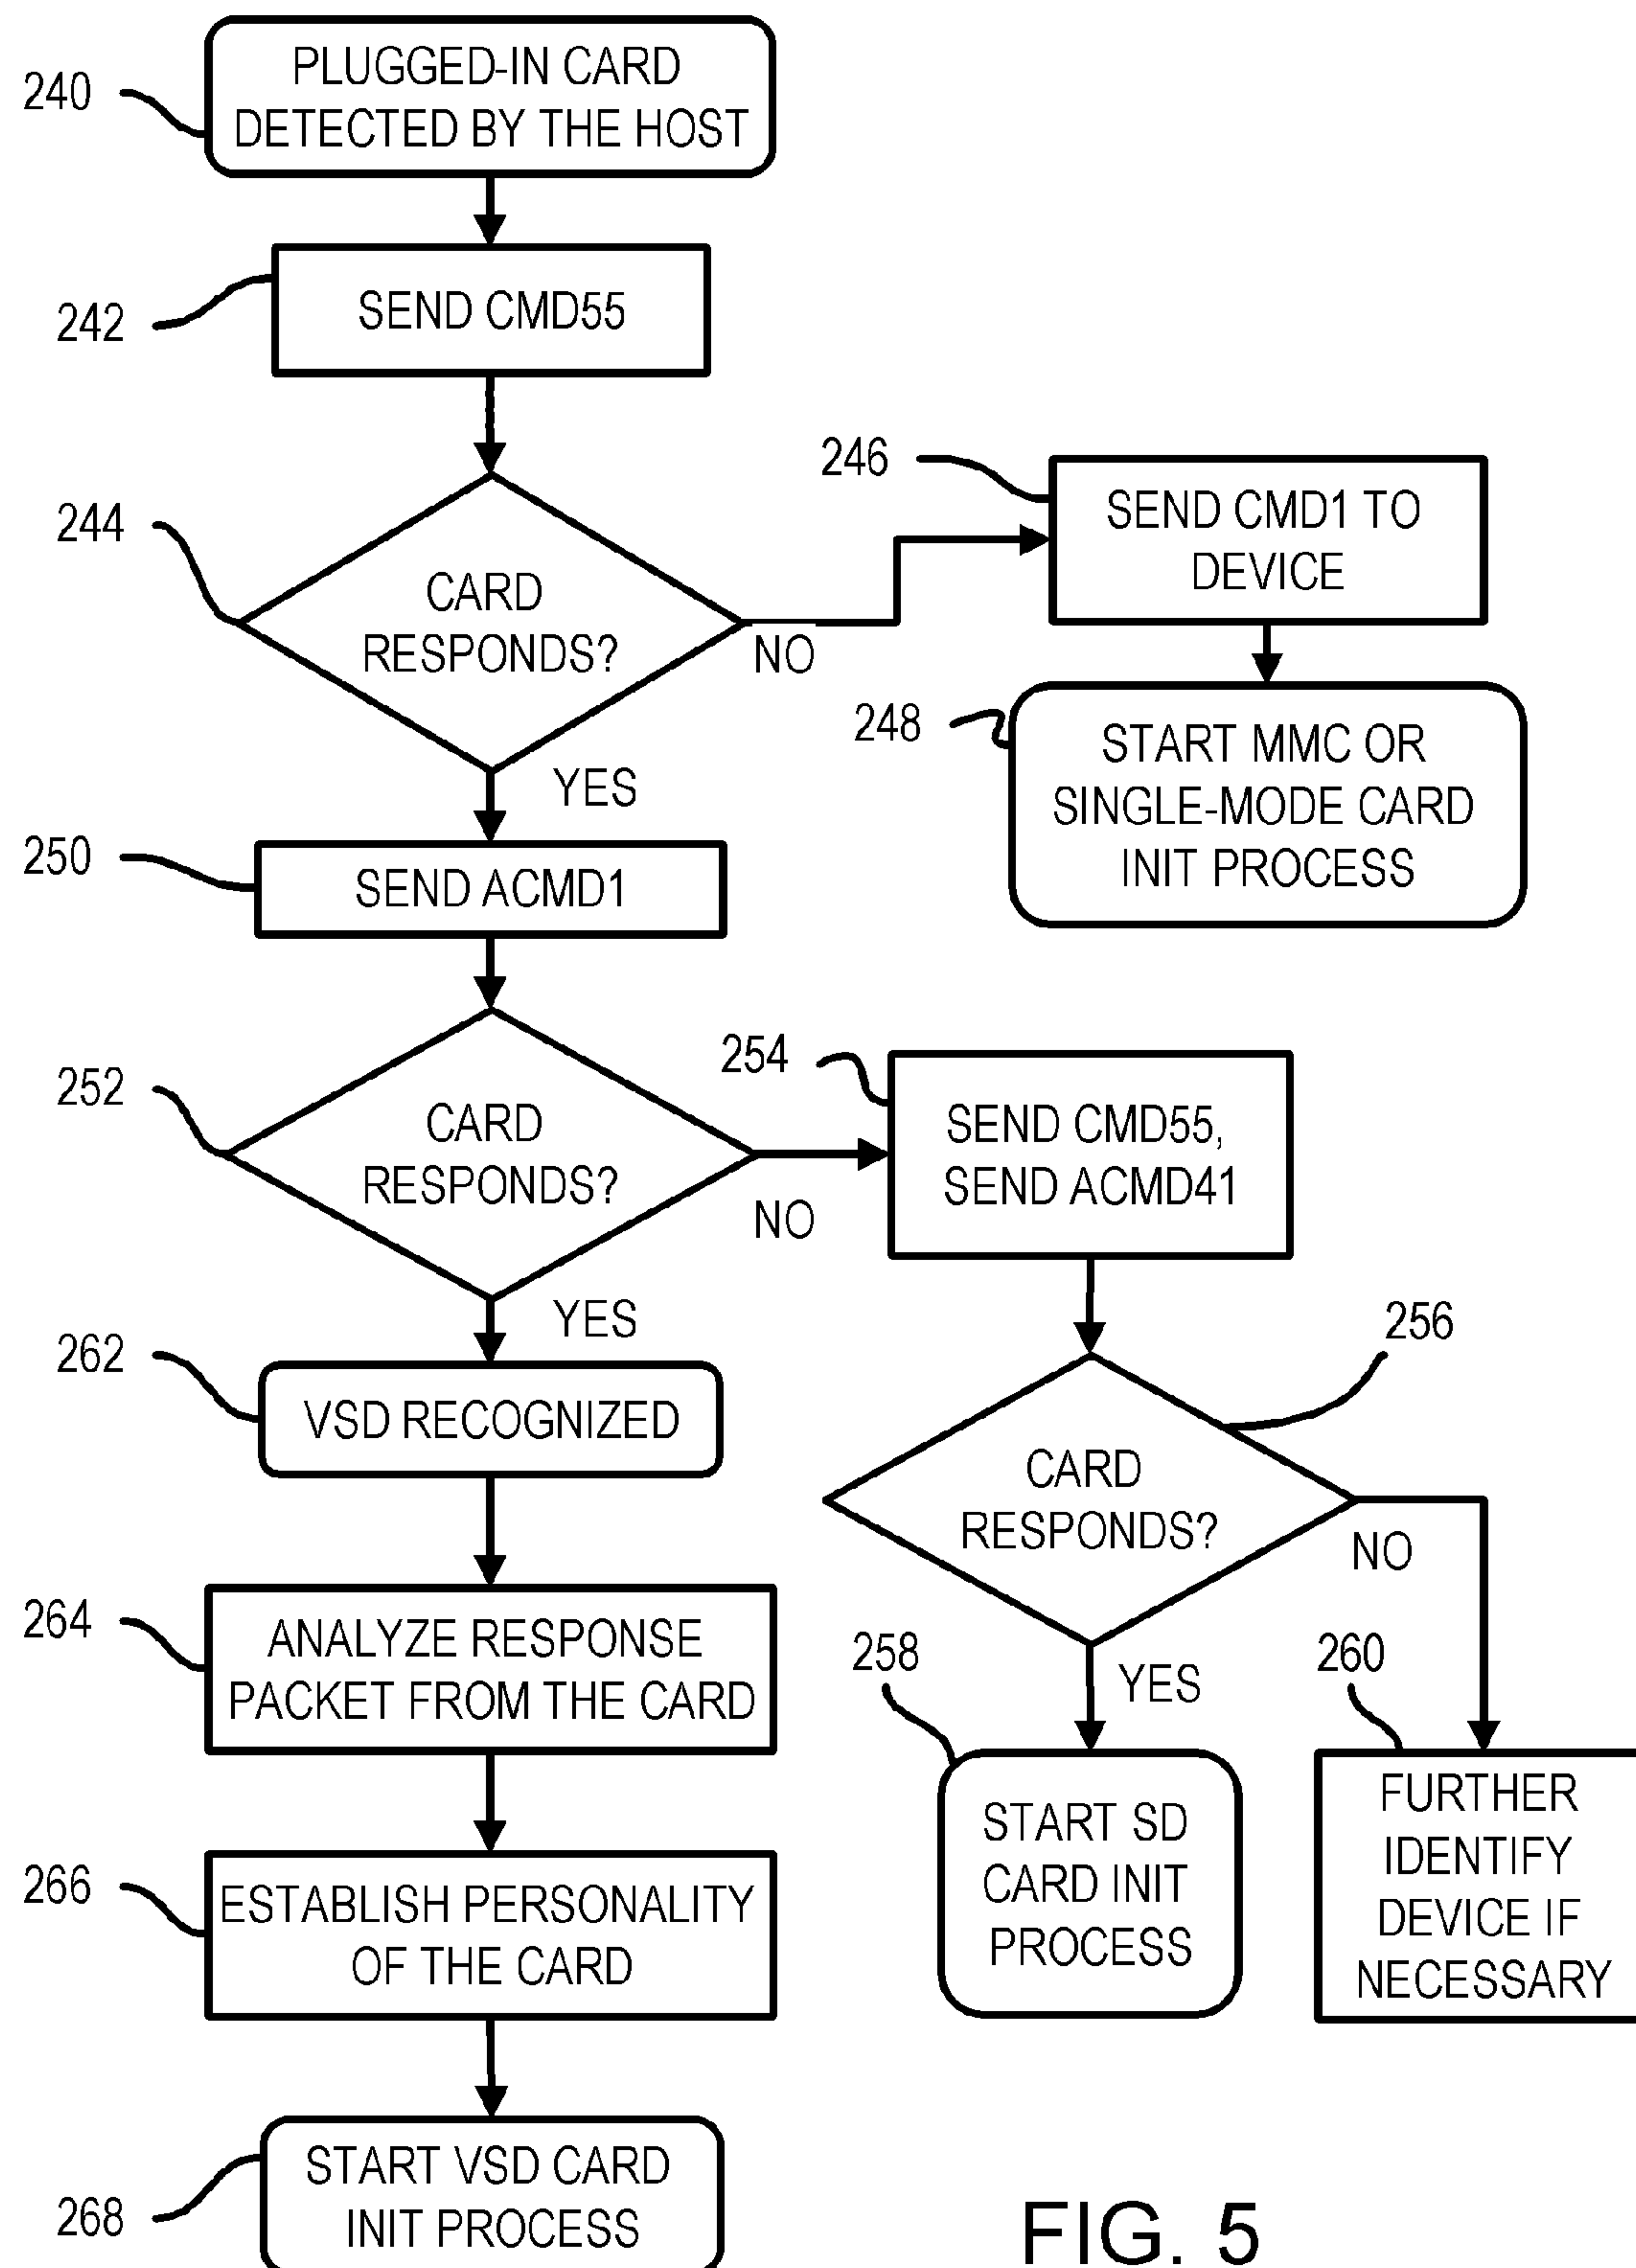 240
PLUGGED-IN CARD
DETECTED BY THE HOST
242
SEND CMD55
244
CARD
RESPONDS?
NO
YES
246
SEND CMD1 TO
DEVICE
248
START MMC OR
SINGLE-MODE CARD
INIT PROCESS
250
SEND ACMD1
252
CARD
RESPONDS?
NO
YES
254
SEND CMD55,
SEND ACMD41
256
CARD
RESPONDS?
NO
YES
258
START SD
CARD INIT
PROCESS
260
FURTHER
IDENTIFY
DEVICE IF
NECESSARY
262
VSD RECOGNIZED
264
ANALYZE RESPONSE
PACKET FROM THE CARD
266
ESTABLISH PERSONALITY
OF THE CARD
268
START VSD CARD
INIT PROCESS
FIG. 5